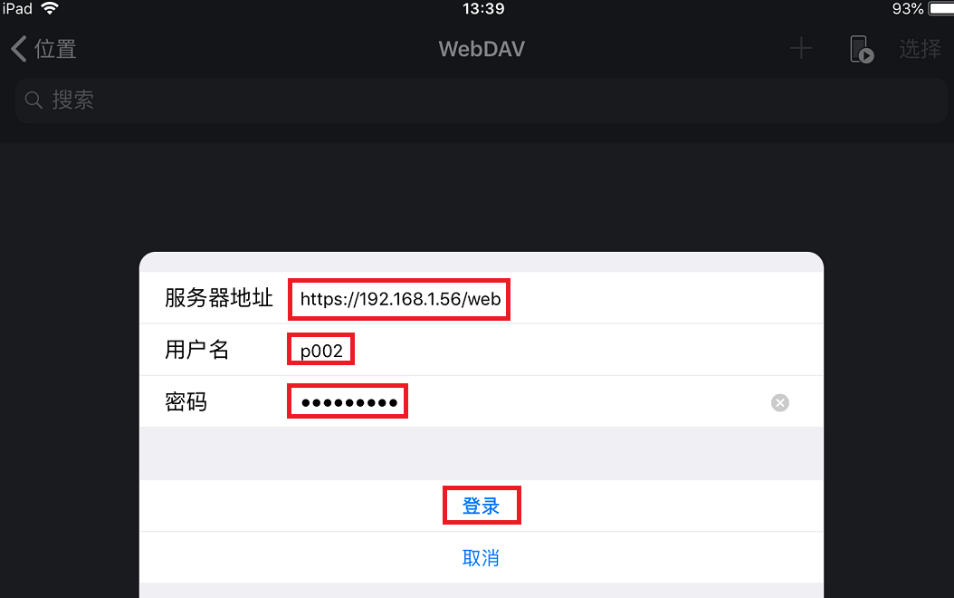 iPad 13:39 93%
位置 WebDAV 选择
搜索
服务器地址 https://192.168.1.56/web
用户名 p002
密码 •••••••••
登录
取消